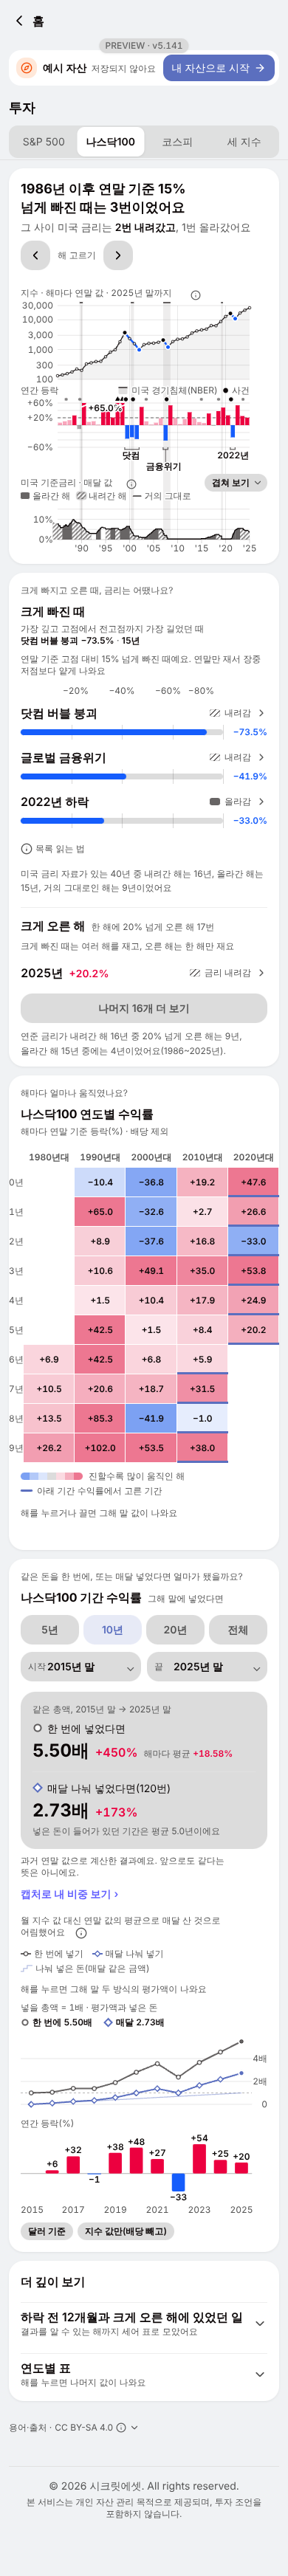 홈
PREVIEW · v5.141
예시 자산 저장되지 않아요 내 자산으로 시작 →
투자
S&P 500 나스닥100 코스피 세 지수
1986년 이후 연말 기준 15%
넘게 빠진 때는 3번이었어요
그 사이 미국 금리는 2번 내려갔고, 1번 올라갔어요
해 고르기
지수 · 해마다 연말 값 · 2025년 말까지
30,000
10,000
3,000
1,000
300
100
연간 등락 미국 경기침체(NBER) 사건
+60%
+65.0%
+20%
−60%
닷컴
금융위기
2022년
미국 기준금리 · 매달 값 겹쳐 보기
올라간 해 내려간 해 거의 그대로
10%
0%
'90 '95 '00 '05 '10 '15 '20 '25
크게 빠지고 오른 때, 금리는 어땠나요?
크게 빠진 때
가장 깊고 고점에서 전고점까지 가장 길었던 때
닷컴 버블 붕괴 −73.5% · 15년
연말 기준 고점 대비 15% 넘게 빠진 때예요. 연말만 재서 장중
저점보다 얕게 나와요
−20% −40% −60% −80%
닷컴 버블 붕괴 내려감
−73.5%
글로벌 금융위기 내려감
−41.9%
2022년 하락 올라감
−33.0%
목록 읽는 법
미국 금리 자료가 있는 40년 중 내려간 해는 16년, 올라간 해는
15년, 거의 그대로인 해는 9년이었어요
크게 오른 해 한 해에 20% 넘게 오른 해 17번
크게 빠진 때는 여러 해를 재고, 오른 해는 한 해만 재요
2025년 +20.2% 금리 내려감
나머지 16개 더 보기
연준 금리가 내려간 해 16년 중 20% 넘게 오른 해는 9년,
올라간 해 15년 중에는 4년이었어요(1986~2025년).
해마다 얼마나 움직였나요?
나스닥100 연도별 수익률
해마다 연말 기준 등락(%) · 배당 제외
1980년대 1990년대 2000년대 2010년대 2020년대
0년 −10.4 −36.8 +19.2 +47.6
1년 +65.0 −32.6 +2.7 +26.6
2년 +8.9 −37.6 +16.8 −33.0
3년 +10.6 +49.1 +35.0 +53.8
4년 +1.5 +10.4 +17.9 +24.9
5년 +42.5 +1.5 +8.4 +20.2
6년 +6.9 +42.5 +6.8 +5.9
7년 +10.5 +20.6 +18.7 +31.5
8년 +13.5 +85.3 −41.9 −1.0
9년 +26.2 +102.0 +53.5 +38.0
진할수록 많이 움직인 해
아래 기간 수익률에서 고른 기간
해를 누르거나 끌면 그해 말 값이 나와요
같은 돈을 한 번에, 또는 매달 넣었다면 얼마가 됐을까요?
나스닥100 기간 수익률 그해 말에 넣었다면
5년 10년 20년 전체
시작 2015년 말 끝 2025년 말
같은 총액, 2015년 말 → 2025년 말
한 번에 넣었다면
5.50배 +450% 해마다 평균 +18.58%
매달 나눠 넣었다면(120번)
2.73배 +173%
넣은 돈이 들어가 있던 기간은 평균 5.0년이에요
과거 연말 값으로 계산한 결과예요. 앞으로도 같다는
뜻은 아니에요.
캡처로 내 비중 보기 ›
월 지수 값 대신 연말 값의 평균으로 매달 산 것으로
어림했어요
한 번에 넣기 매달 나눠 넣기
나눠 넣은 돈(매달 같은 금액)
해를 누르면 그해 말 두 방식의 평가액이 나와요
넣을 총액 = 1배 · 평가액과 넣은 돈
한 번에 5.50배 매달 2.73배
4배
2배
0
연간 등락(%)
+6 +32 −1 +38 +48 +27 −33 +54 +25 +20
2015 2017 2019 2021 2023 2025
달러 기준 지수 값만(배당 빼고)
더 깊이 보기
하락 전 12개월과 크게 오른 해에 있었던 일
결과를 알 수 있는 해까지 세어 표로 모았어요
연도별 표
해를 누르면 나머지 값이 나와요
용어·출처 · CC BY-SA 4.0
© 2026 시크릿에셋. All rights reserved.
본 서비스는 개인 자산 관리 목적으로 제공되며, 투자 조언을
포함하지 않습니다.